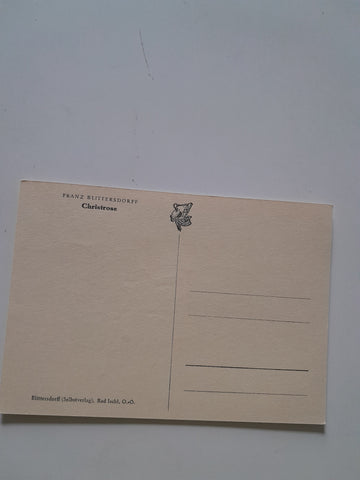 FRANZ BLITTERSDORFF
Christrose
Blittersdorff (Selbstverlag), Bad Ischl, O.-Ö.